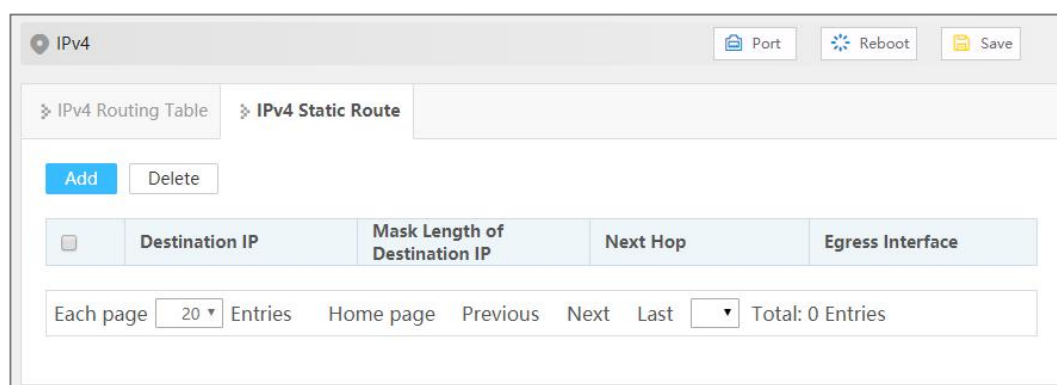 IPv4 Port Reboot Save
IPv4 Routing Table IPv4 Static Route
Add Delete
Destination IP Mask Length of Destination IP Next Hop Egress Interface
Each page 20 Entries Home page Previous Next Last Total: 0 Entries